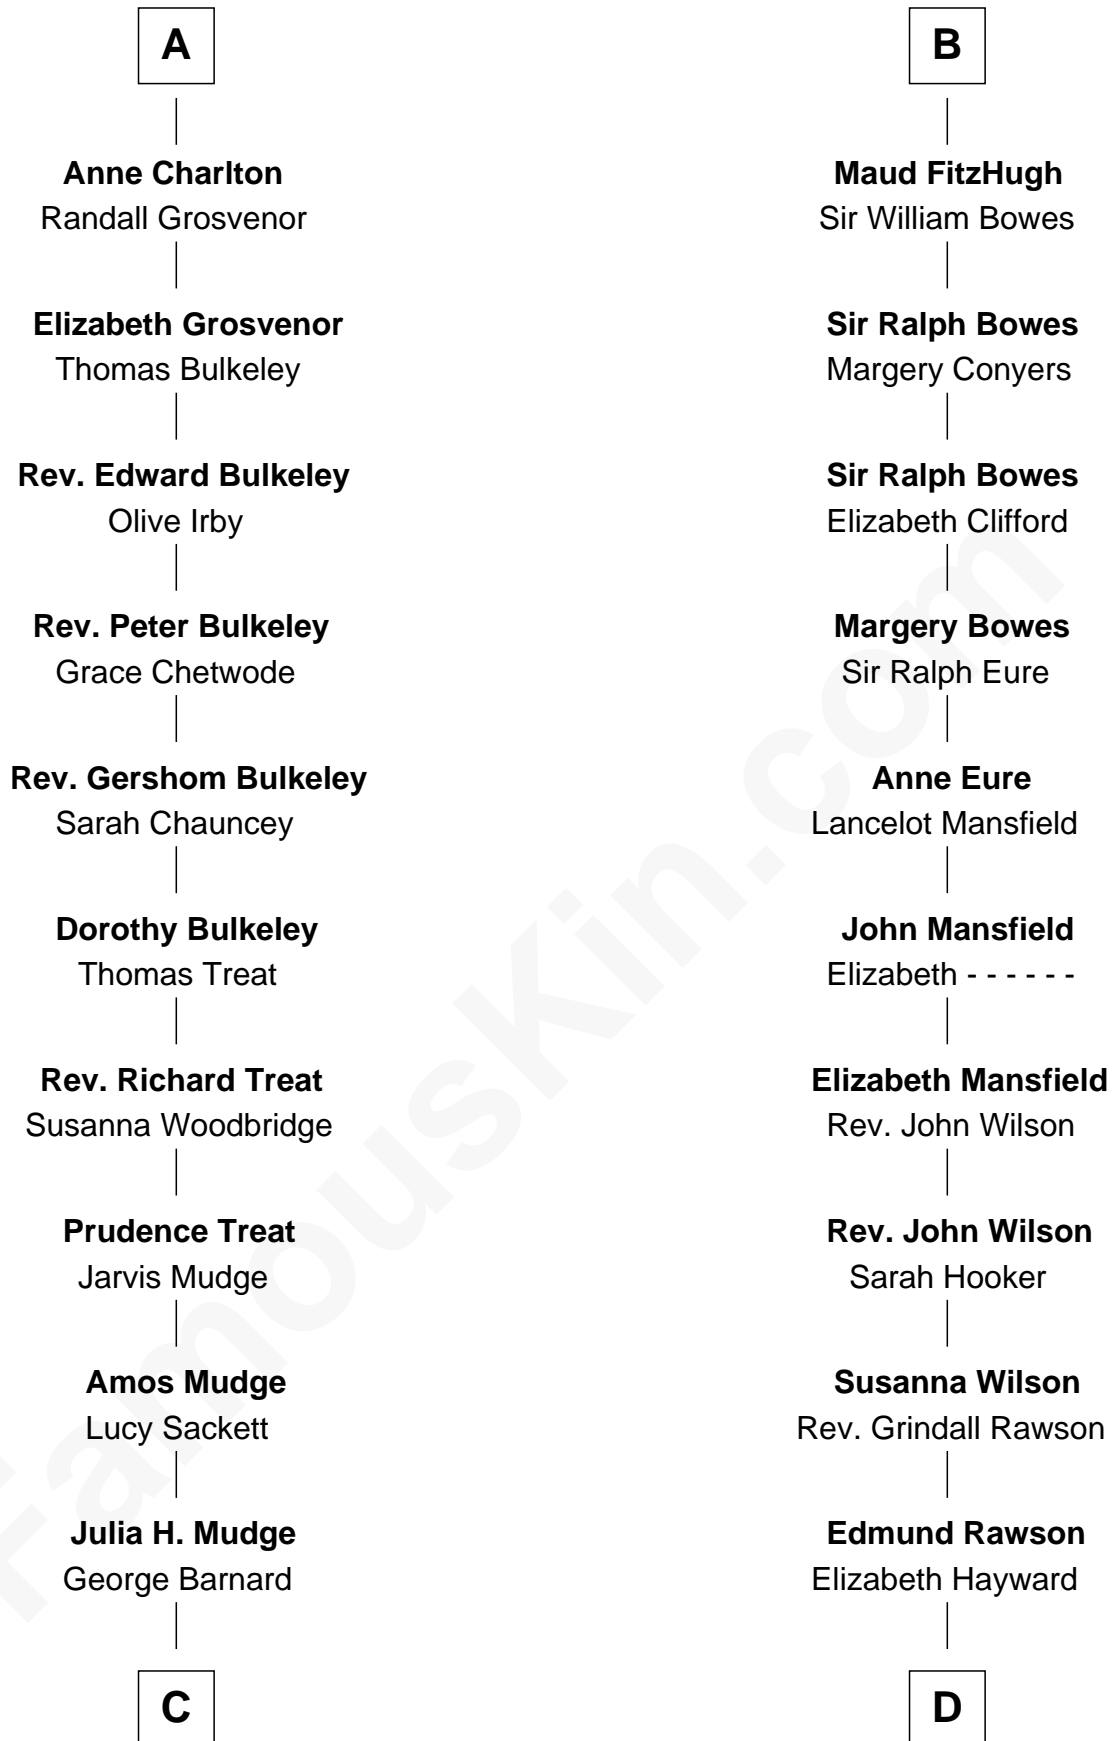 A
Anne Charlton
Randall Grosvenor
Elizabeth Grosvenor
Thomas Bulkeley
Rev. Edward Bulkeley
Olive Irby
Rev. Peter Bulkeley
Grace Chetwode
Rev. Gershom Bulkeley
Sarah Chauncey
Dorothy Bulkeley
Thomas Treat
Rev. Richard Treat
Susanna Woodbridge
Prudence Treat
Jarvis Mudge
Amos Mudge
Lucy Sackett
Julia H. Mudge
George Barnard
C
B
Maud FitzHugh
Sir William Bowes
Sir Ralph Bowes
Margery Conyers
Sir Ralph Bowes
Elizabeth Clifford
Margery Bowes
Sir Ralph Eure
Anne Eure
Lancelot Mansfield
John Mansfield
Elizabeth - - - - - -
Elizabeth Mansfield
Rev. John Wilson
Rev. John Wilson
Sarah Hooker
Susanna Wilson
Rev. Grindall Rawson
Edmund Rawson
Elizabeth Hayward
D
FamousKin.com